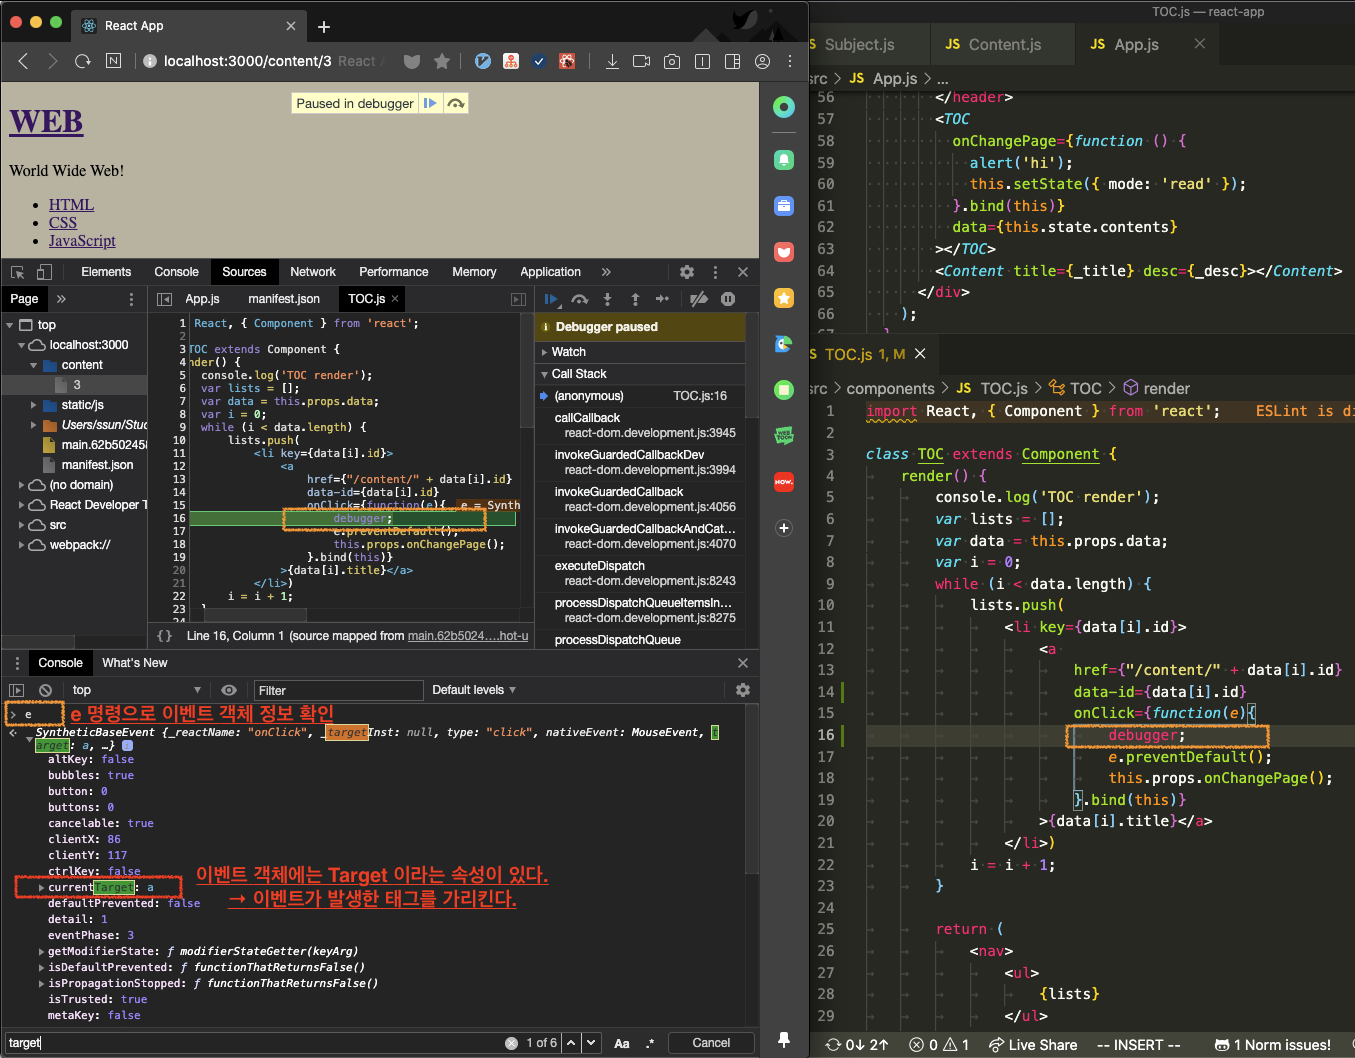 React App
TOC.js — react-app
localhost:3000/content/3 React
Paused in debugger
WEB
World Wide Web!
HTML
CSS
JavaScript
Elements
Console
Sources
Network
Performance
Memory
Application
Page
App.js
manifest.json
TOC.js
top
localhost:3000
content
3
static/js
Users/ssun/Stud
main.62b50245
manifest.json
(no domain)
React Developer T
src
webpack://
1 React, { Component } from 'react';
2
3 TOC extends Component {
4 nder() {
5 console.log('TOC render');
6 var lists = [];
7 var data = this.props.data;
8 var i = 0;
9 while (i < data.length) {
10 lists.push(
11 <li key={data[i].id}>
12 <a
13 href={"/content/" + data[i].id}
14 data-id={data[i].id}
15 onClick={function(e){ e = Synth
16 debugger;
17 e.preventDefault();
18 this.props.onChangePage();
19 }.bind(this)}
20 >{data[i].title}</a>
21 </li>)
22 i = i + 1;
23 }
24
{} Line 16, Column 1 (source mapped from main.62b5024....hot-u
Debugger paused
Watch
Call Stack
(anonymous) TOC.js:16
callCallback
react-dom.development.js:3945
invokeGuardedCallbackDev
react-dom.development.js:3994
invokeGuardedCallback
react-dom.development.js:4056
invokeGuardedCallbackAndCat...
react-dom.development.js:4070
executeDispatch
react-dom.development.js:8243
processDispatchQueueItemsIn...
react-dom.development.js:8275
processDispatchQueue
WEB
TOON
NOW.
Console
What's New
top
Filter
Default levels
e
e 명령으로 이벤트 객체 정보 확인
SyntheticBaseEvent {_reactName: "onClick", _targetInst: null, type: "click", nativeEvent: MouseEvent, t
arget: a, …}
altKey: false
bubbles: true
button: 0
buttons: 0
cancelable: true
clientX: 86
clientY: 117
ctrlKey: false
currentTarget: a
이벤트 객체에는 Target 이라는 속성이 있다.
→ 이벤트가 발생한 태그를 가리킨다.
defaultPrevented: false
detail: 1
eventPhase: 3
getModifierState: ƒ modifierStateGetter(keyArg)
isDefaultPrevented: ƒ functionThatReturnsFalse()
isPropagationStopped: ƒ functionThatReturnsFalse()
isTrusted: true
metaKey: false
target
1 of 6
Aa
.*
Cancel
JS Subject.js
JS Content.js
JS App.js
src > JS App.js > ...
56 </header>
57 <TOC
58 onChangePage={function () {
59 alert('hi');
60 this.setState({ mode: 'read' });
61 }.bind(this)}
62 data={this.state.contents}
63 ></TOC>
64 <Content title={_title} desc={_desc}></Content>
65 </div>
66 );
67 }
TOC.js 1, M
src > components > JS TOC.js > TOC > render
1 import React, { Component } from 'react'; ESLint is di
2
3 class TOC extends Component {
4 render() {
5 console.log('TOC render');
6 var lists = [];
7 var data = this.props.data;
8 var i = 0;
9 while (i < data.length) {
10 lists.push(
11 <li key={data[i].id}>
12 <a
13 href={"/content/" + data[i].id}
14 data-id={data[i].id}
15 onClick={function(e){
16 debugger;
17 e.preventDefault();
18 this.props.onChangePage();
19 }.bind(this)}
20 >{data[i].title}</a>
21 </li>)
22 i = i + 1;
23 }
24
25 return (
26 <nav>
27 <ul>
28 {lists}
29 </ul>
0↓ 2↑ 0 1 Live Share -- INSERT -- 1 Norm issues!